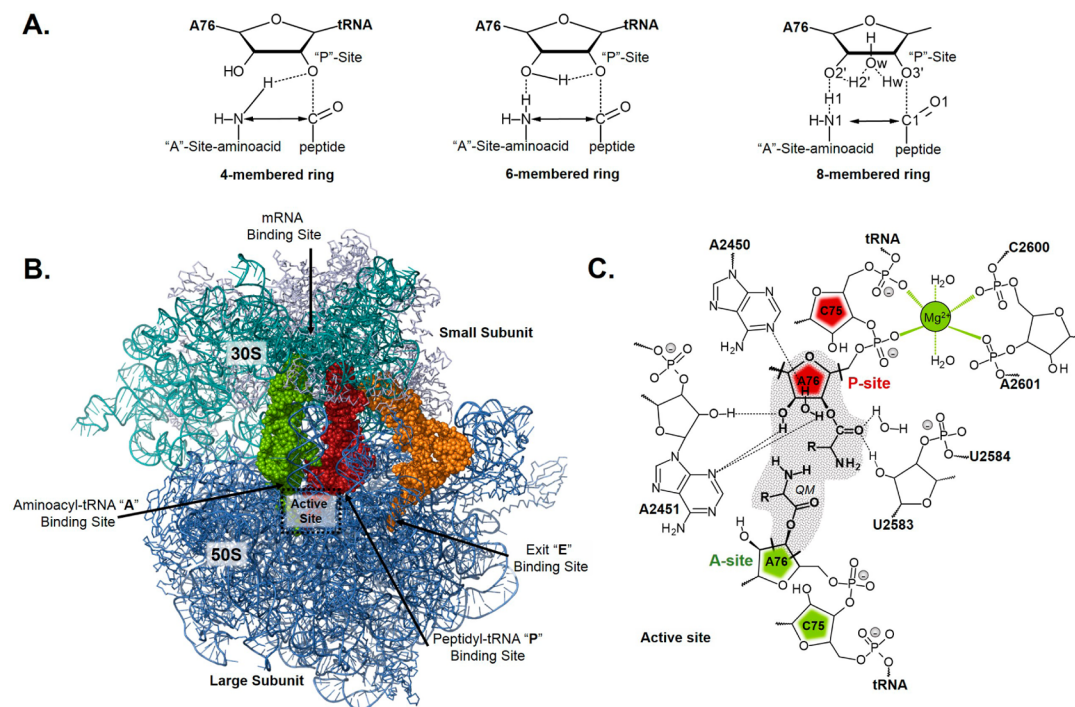 A.
A76
O
tRNA
"P"-Site
HO
O
H
H-N
C
O
"A"-Site-aminoacid
peptide
4-membered ring
A76
O
tRNA
"P"-Site
O
H
O
H
H-N
C
O
"A"-Site-aminoacid
peptide
6-membered ring
A76
O
H
"P"-Site
O2'
Ow
O3'
H2'
Hw
H1
O1
H-N1
C1
"A"-Site-aminoacid
peptide
8-membered ring
B.
mRNA
Binding Site
Small Subunit
30S
Aminoacyl-tRNA "A"
Binding Site
Active
Site
50S
Exit "E"
Binding Site
Peptidyl-tRNA "P"
Binding Site
Large Subunit
C.
A2450
tRNA
C2600
N
N
N
N
H2N
O
C75
OH
O
P
O
O
O
Mg2+
H2O
H2O
O
P
O
O
O
OH
A2601
O
A76
P-site
O
P
O
O
H
O
H
O
H
O
O
R
NH2
H
O-H
H
O
U2584
U2583
A2451
N
N
N
N
H2N
H
N-H
R
QM
O
O
H
O
A-site
A76
O
O
P
O
O
HO
C75
O
O
P
O
O
tRNA
Active site